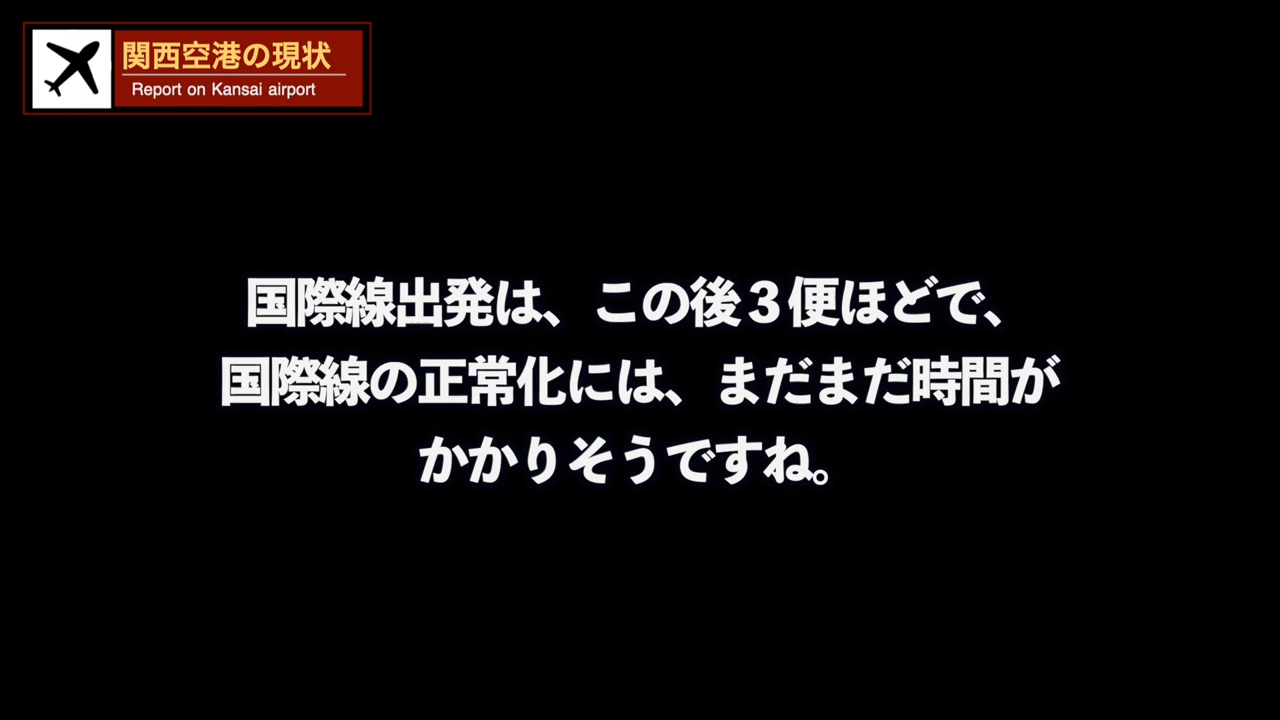 関西空港の現状
Report on Kansai airport
国際線出発は、この後３便ほどで、
国際線の正常化には、まだまだ時間が
かかりそうですね。